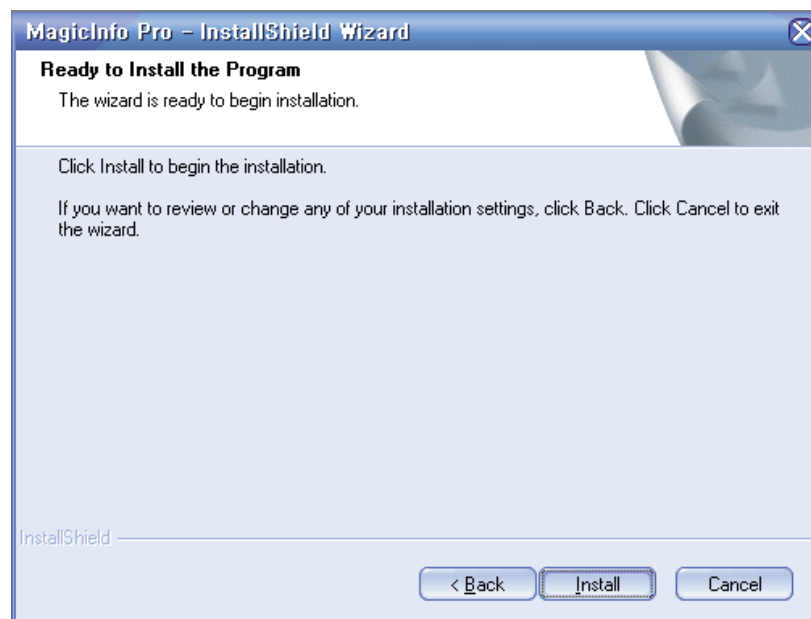 MagicInfo Pro - InstallShield Wizard
Ready to Install the Program
The wizard is ready to begin installation.
Click Install to begin the installation.
If you want to review or change any of your installation settings, click Back. Click Cancel to exit
the wizard.
InstallShield
< Back
Install
Cancel